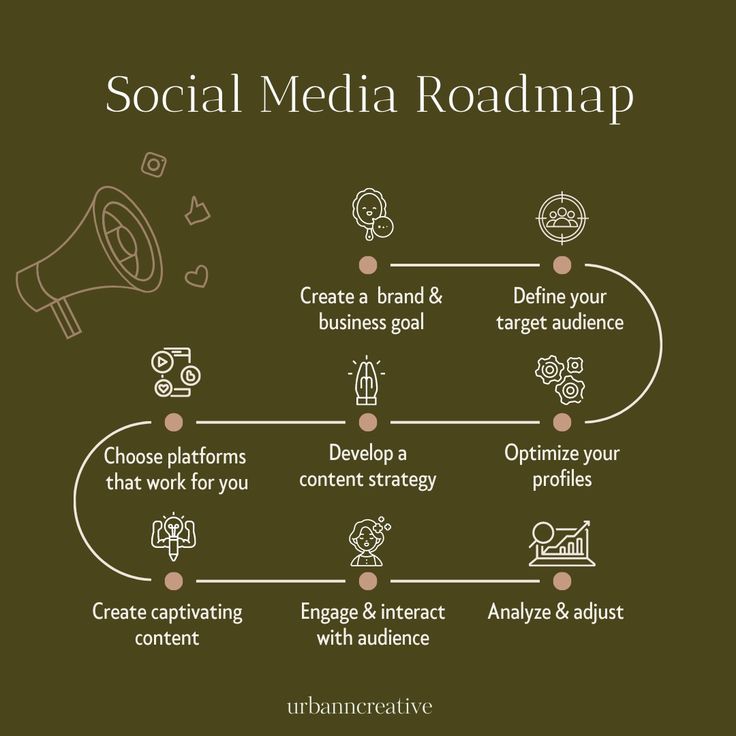 Social Media Roadmap
Create a brand &
business goal
Define your
target audience
Optimize your
profiles
Develop a
content strategy
Choose platforms
that work for you
Create captivating
content
Engage & interact
with audience
Analyze & adjust
urbanncreative